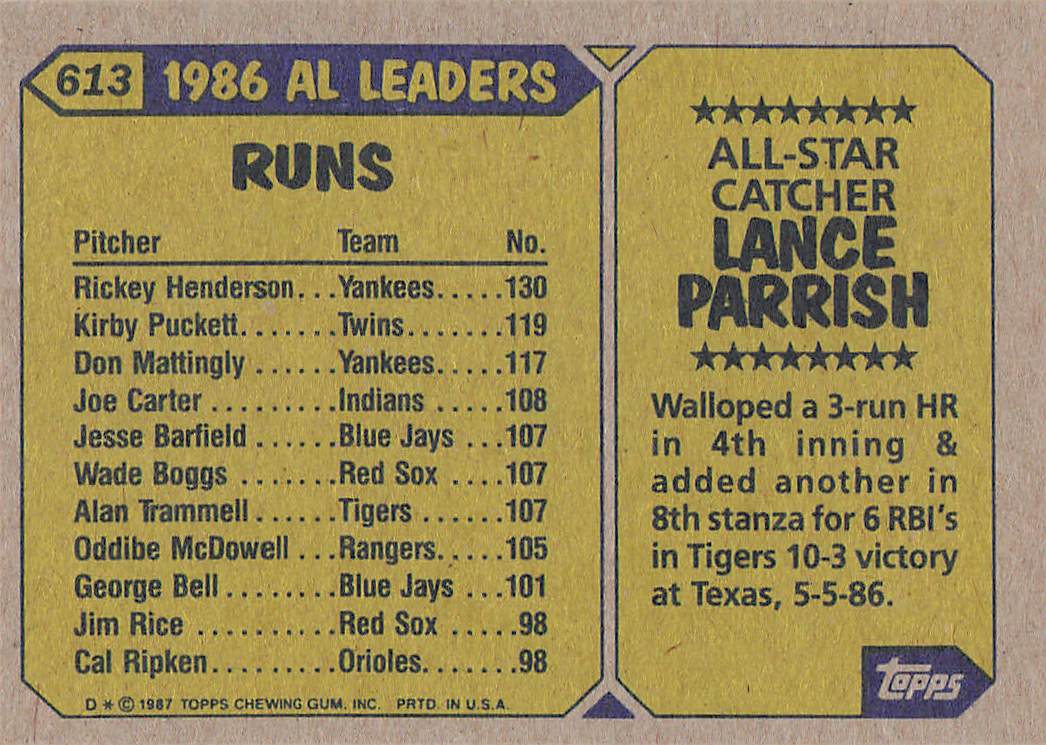 613 1986 AL LEADERS
RUNS
Pitcher Team No.
Rickey Henderson...Yankees.....130
Kirby Puckett.......Twins.......119
Don Mattingly ......Yankees.....117
Joe Carter .........Indians .....108
Jesse Barfield ......Blue Jays ...107
Wade Boggs .......Red Sox ....107
Alan Trammell......Tigers ......107
Oddibe McDowell ...Rangers.....105
George Bell........Blue Jays ...101
Jim Rice ..........Red Sox .....98
Cal Ripken.........Orioles.......98
D * © 1987 TOPPS CHEWING GUM, INC. PRTD. IN U.S.A.
★★★★★★★★
ALL-STAR
CATCHER
LANCE
PARRISH
★★★★★★★★
Walloped a 3-run HR
in 4th inning &
added another in
8th stanza for 6 RBI's
in Tigers 10-3 victory
at Texas, 5-5-86.
topps